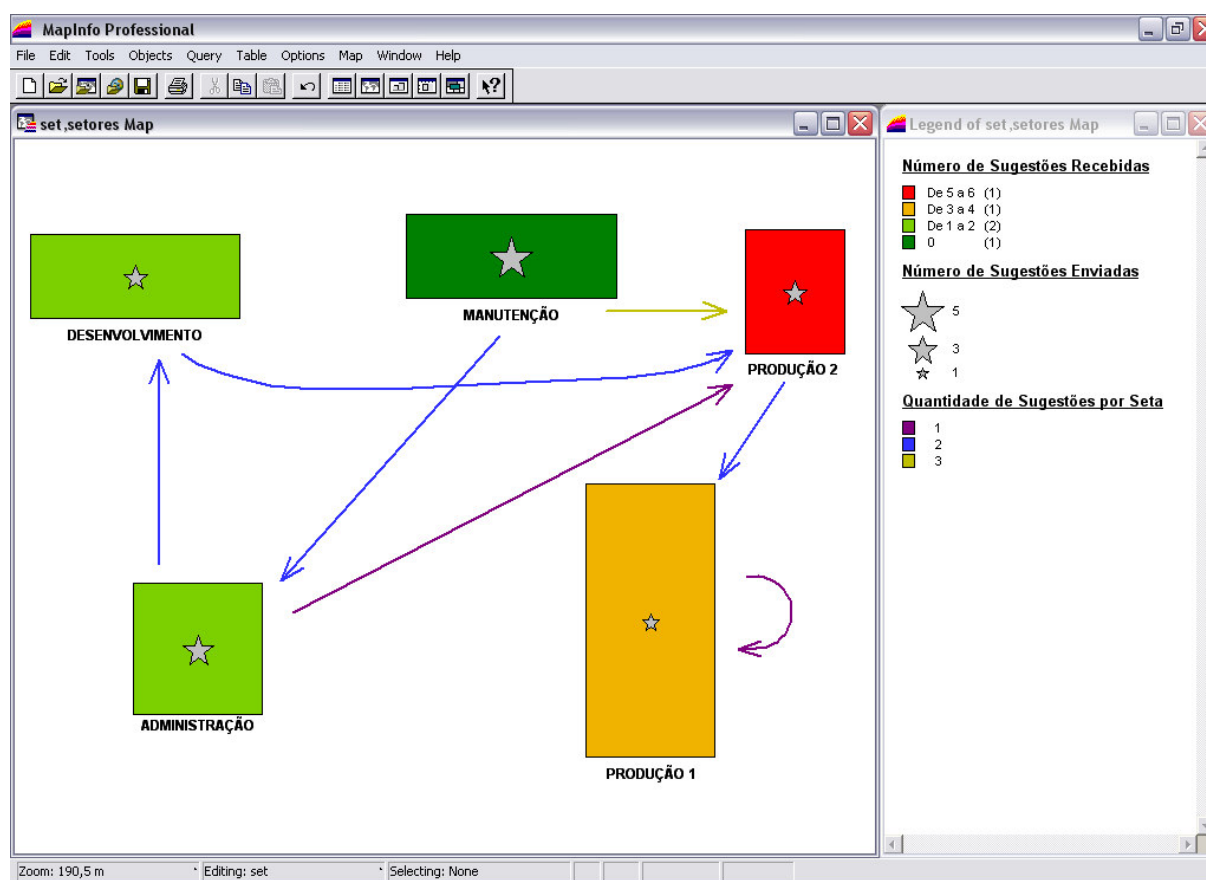 MapInfo Professional
File Edit Tools Objects Query Table Options Map Window Help
set,setores Map
DESENVOLVIMENTO
MANUTENÇÃO
PRODUÇÃO 2
ADMINISTRAÇÃO
PRODUÇÃO 1
Legend of set,setores Map
Número de Sugestões Recebidas
De 5 a 6 (1)
De 3 a 4 (1)
De 1 a 2 (2)
0 (1)
Número de Sugestões Enviadas
5
3
1
Quantidade de Sugestões por Seta
1
2
3
Zoom: 190,5 m Editing: set Selecting: None